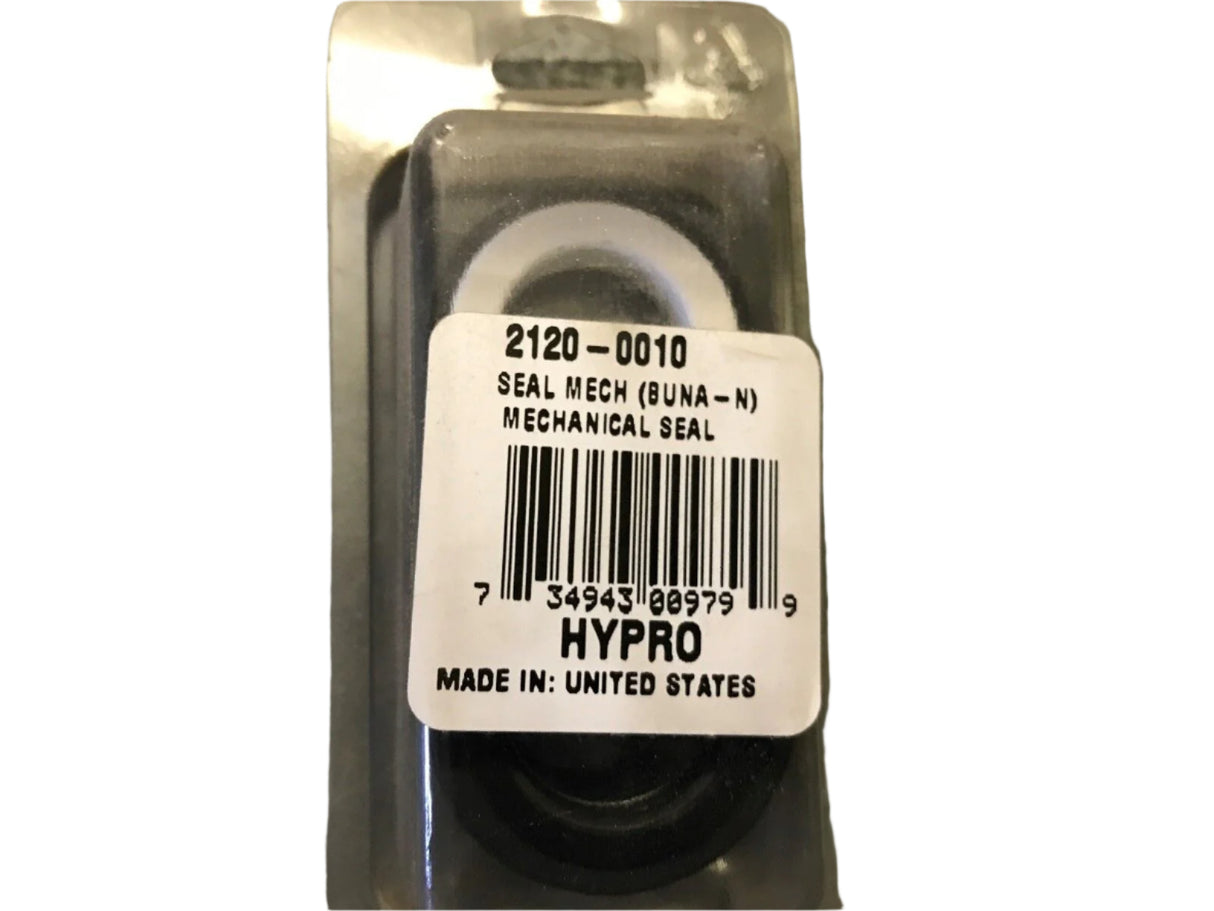 2120-0010
SEAL MECH (BUNA-N)
MECHANICAL SEAL
7 34943 00979 9
HYPRO
MADE IN: UNITED STATES